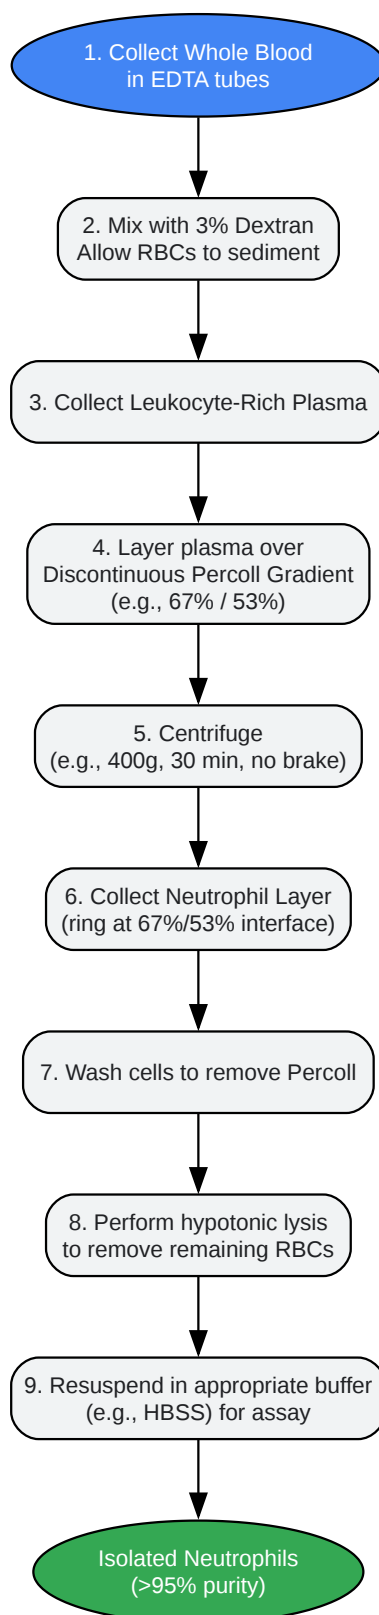 1. Collect Whole Blood
in EDTA tubes
2. Mix with 3% Dextran
Allow RBCs to sediment
3. Collect Leukocyte-Rich Plasma
4. Layer plasma over
Discontinuous Percoll Gradient
(e.g., 67% / 53%)
5. Centrifuge
(e.g., 400g, 30 min, no brake)
6. Collect Neutrophil Layer
(ring at 67%/53% interface)
7. Wash cells to remove Percoll
8. Perform hypotonic lysis
to remove remaining RBCs
9. Resuspend in appropriate buffer
(e.g., HBSS) for assay
Isolated Neutrophils
(>95% purity)